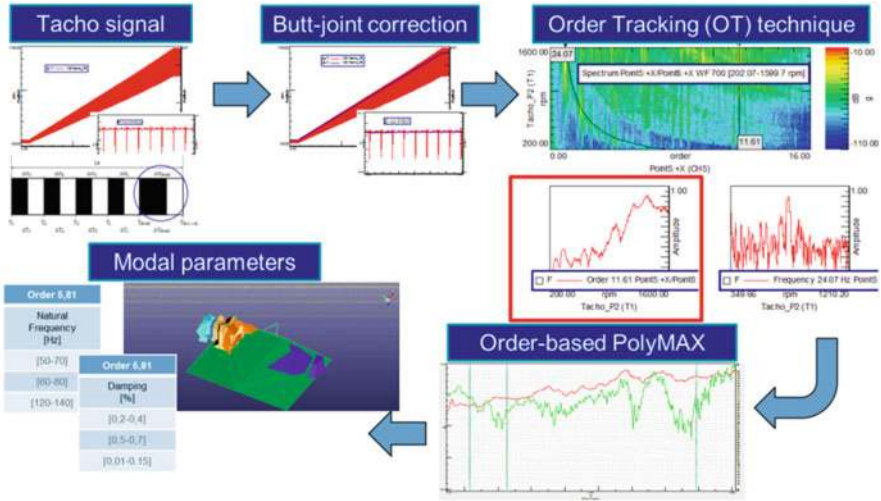 Tacho signal
Butt-joint correction
Order Tracking (OT) technique
1600.00
24.07
Spectrum Point5 +X/Point6 +X WF 700 [202.07-1599.7 rpm]
Tacho_P2 (T1)
rpm
200.00
11.61
0.00
order
16.00
Point5 +X (CH5)
-10.00
dB
-110.00
1.00
Amplitude
F
Order 11.61 Point5 +X/Point6
200.00
rpm
1600.00
Tacho_P2 (T1)
1.00
Amplitude
F
Frequency 24.07 Hz Point5
349.66
rpm
1210.20
Tacho_P2 (T1)
Modal parameters
Order 5,81
Natural
Frequency
[Hz]
[50-70]
[60-80]
[120-140]
Order 5,81
Damping
[%]
[0,2-0,4]
[0,5-0,7]
[0,01-0,15]
Order-based PolyMAX